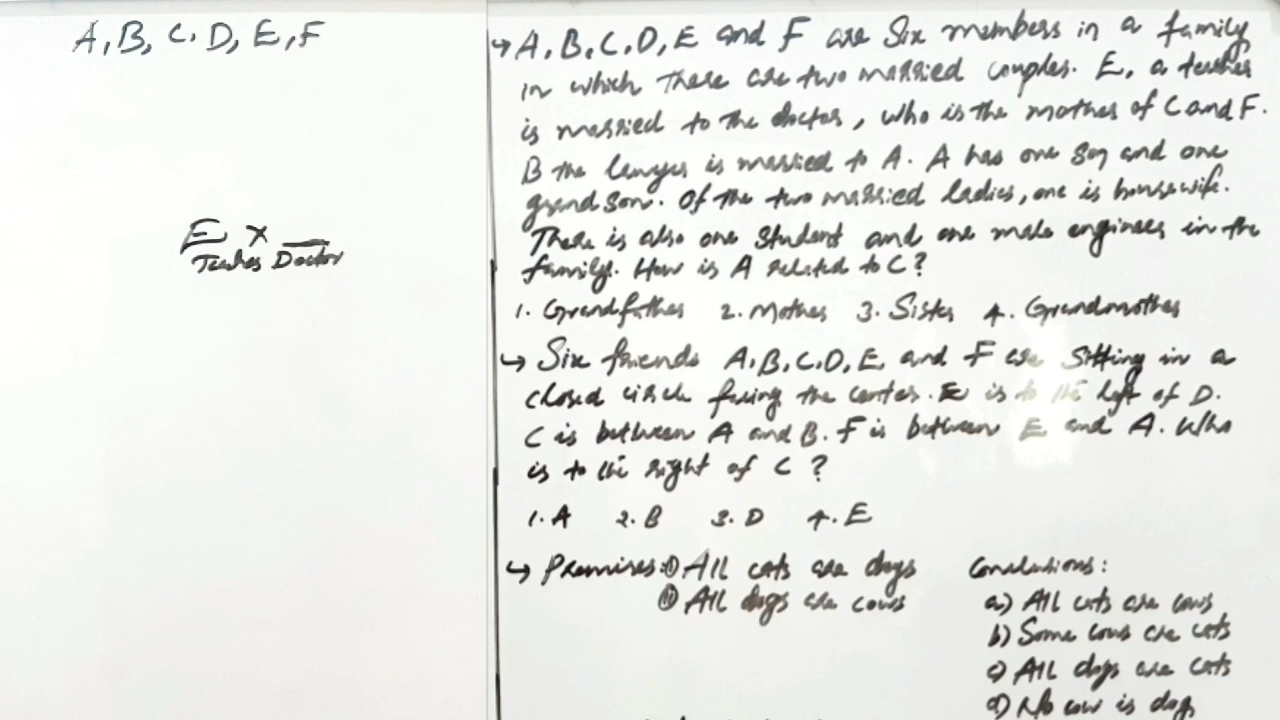 A, B, C, D, E, F
E x __
Teacher Doctor
→ A, B, C, D, E and F are Six members in a family
in which there are two married couples. E, a teacher
is married to the doctor, who is the mother of C and F.
B the lawyer is married to A. A has one son and one
grand son. Of the two married ladies, one is housewife.
There is also one student and one male engineer in the
family. How is A related to C?
1. Grandfather 2. Mother 3. Sister 4. Grandmother
→ Six friends A, B, C, D, E, and F are Sitting in a
closed circle facing the center. E is to the left of D.
C is between A and B. F is between E and A. Who
is to the right of C ?
1. A 2. B 3. D 4. E
→ Premises: (i) All cats are dogs
(ii) All dogs are cows
Conclusions:
a) All cats are cows
b) Some cows are cats
c) All dogs are cats
d) No cow is dog